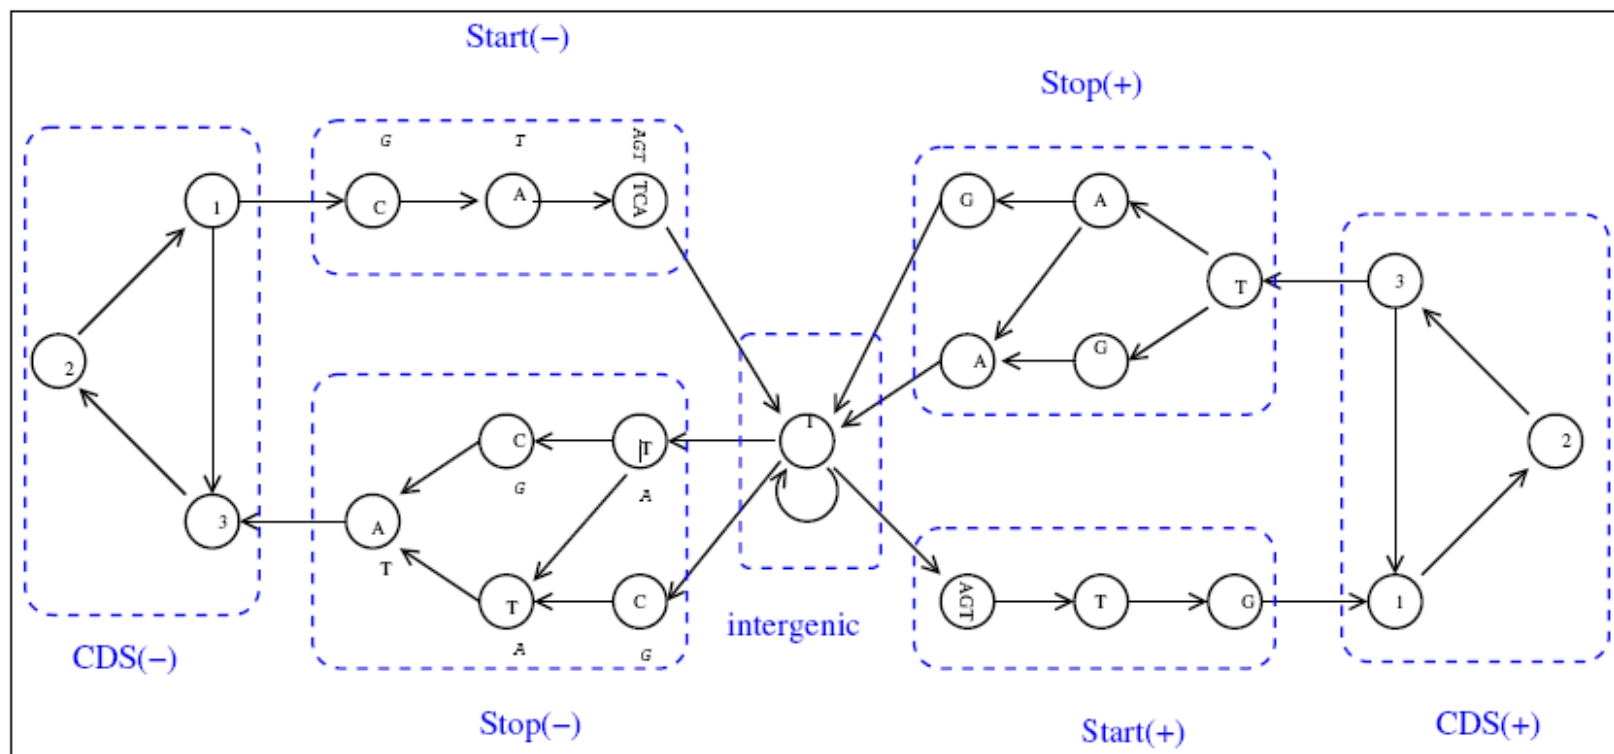 Start(−)
Stop(+)
G
T
AGT
1
C
A
TCA
G
A
T
3
2
A
G
I
C
T
2
G
A
3
A
T
T
C
AGT
T
G
1
A
G
intergenic
CDS(−)
Stop(−)
Start(+)
CDS(+)